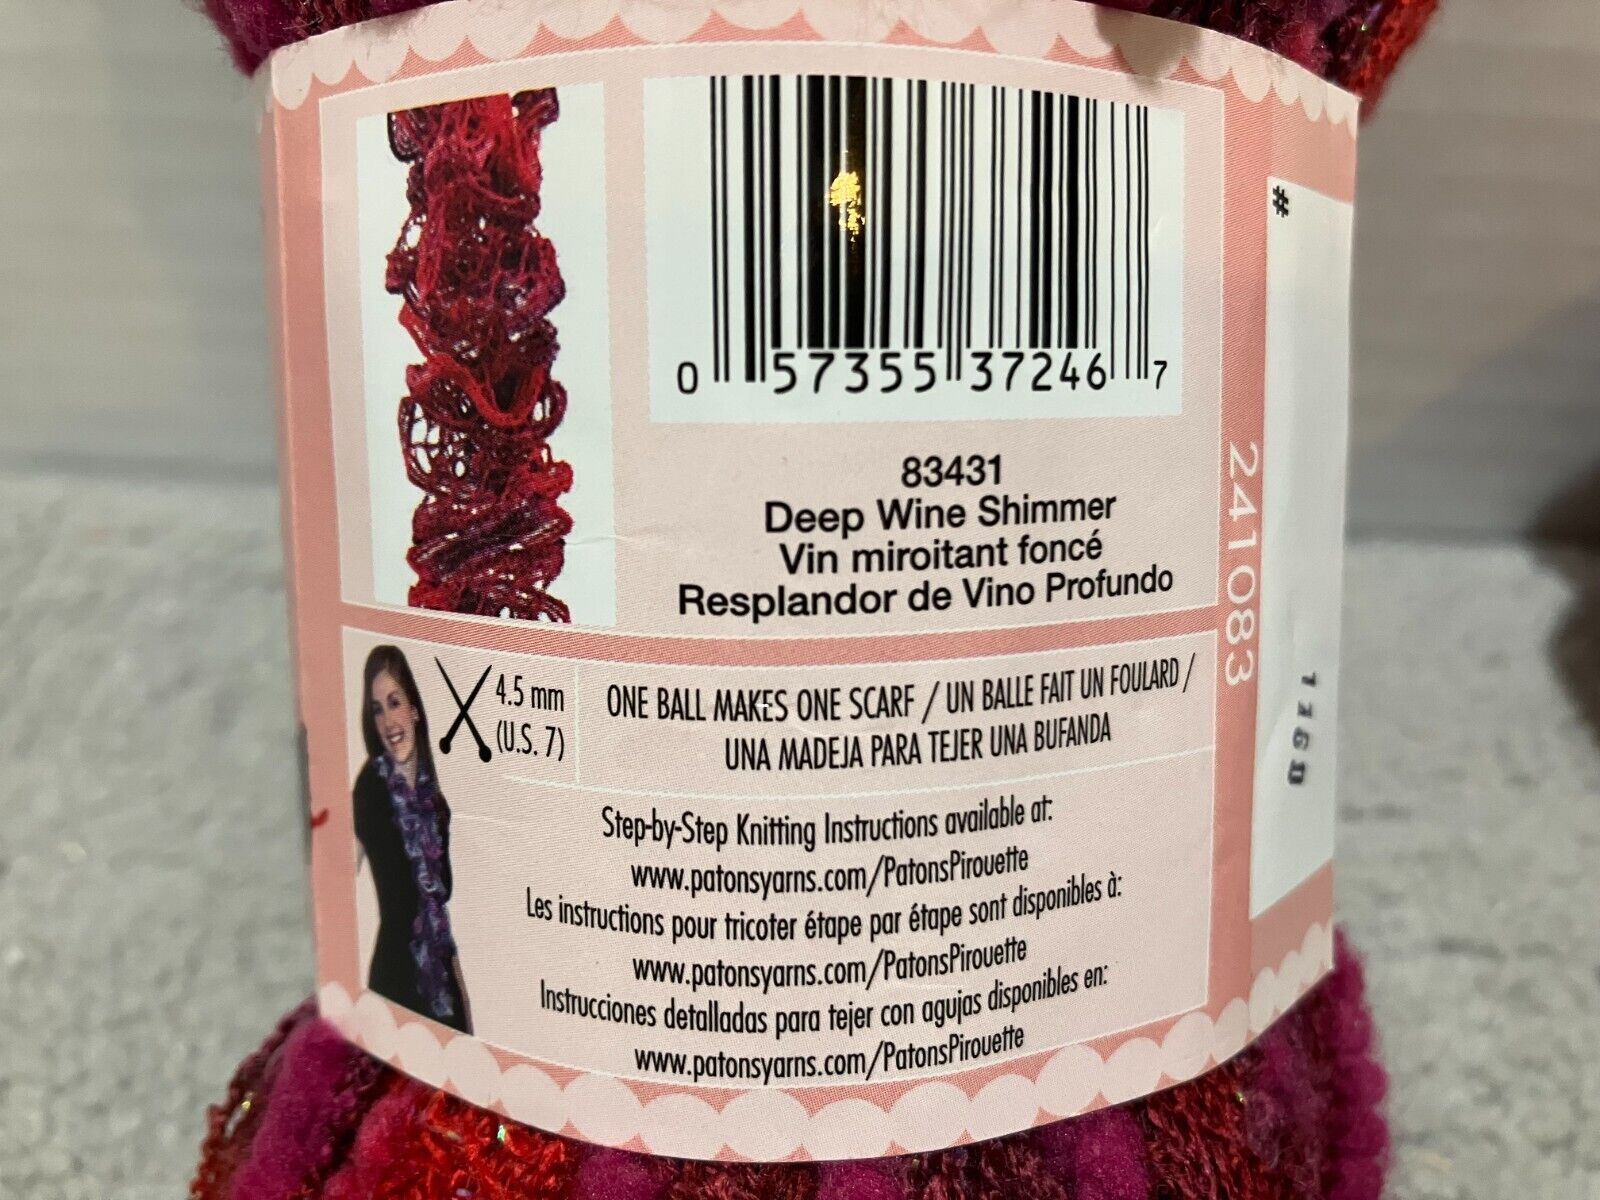 0 57355 37246 7
#
83431
Deep Wine Shimmer
Vin miroitant foncé
Resplandor de Vino Profundo
241083
4.5 mm
(U.S. 7)
ONE BALL MAKES ONE SCARF / UN BALLE FAIT UN FOULARD /
UNA MADEJA PARA TEJER UNA BUFANDA
Step-by-Step Knitting Instructions available at:
www.patonsyarns.com/PatonsPirouette
Les instructions pour tricoter étape par étape sont disponibles à:
www.patonsyarns.com/PatonsPirouette
Instrucciones detalladas para tejer con agujas disponibles en:
www.patonsyarns.com/PatonsPirouette